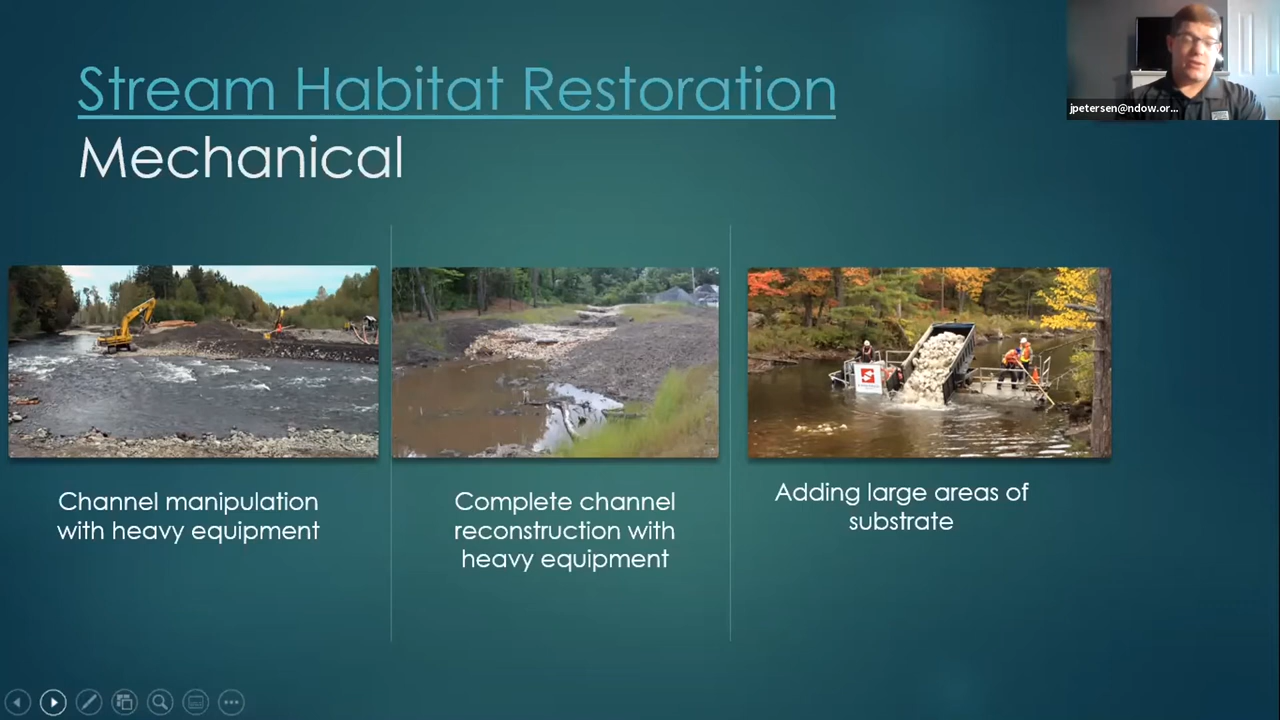 Stream Habitat Restoration
jpetersen@ndow.or...
Mechanical
Channel manipulation
with heavy equipment
Complete channel
reconstruction with
heavy equipment
Adding large areas of
substrate